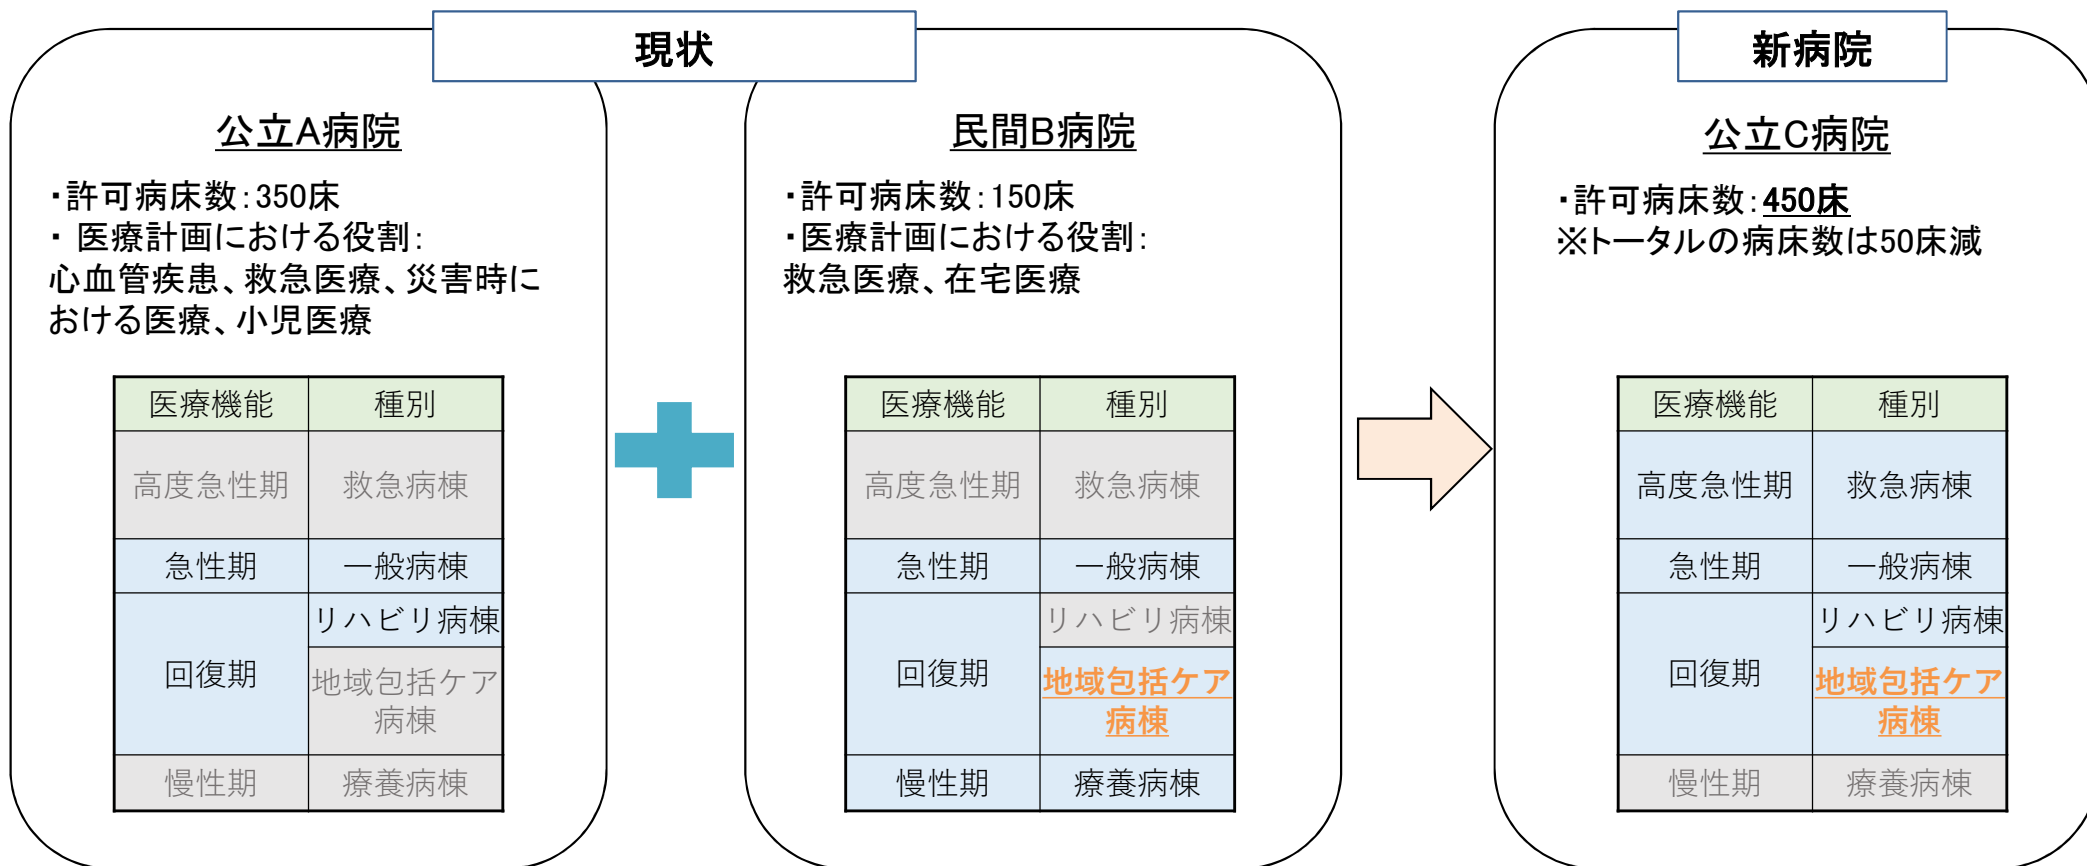 現状
公立A病院
・許可病床数：350床
・ 医療計画における役割：
心血管疾患、救急医療、災害時に
おける医療、小児医療
医療機能 種別
高度急性期 救急病棟
急性期 一般病棟
回復期 リハビリ病棟
地域包括ケア
病棟
慢性期 療養病棟
民間B病院
・許可病床数：150床
・医療計画における役割：
救急医療、在宅医療
医療機能 種別
高度急性期 救急病棟
急性期 一般病棟
回復期 リハビリ病棟
地域包括ケア
病棟
慢性期 療養病棟
新病院
公立C病院
・許可病床数：450床
※トータルの病床数は50床減
医療機能 種別
高度急性期 救急病棟
急性期 一般病棟
回復期 リハビリ病棟
地域包括ケア
病棟
慢性期 療養病棟